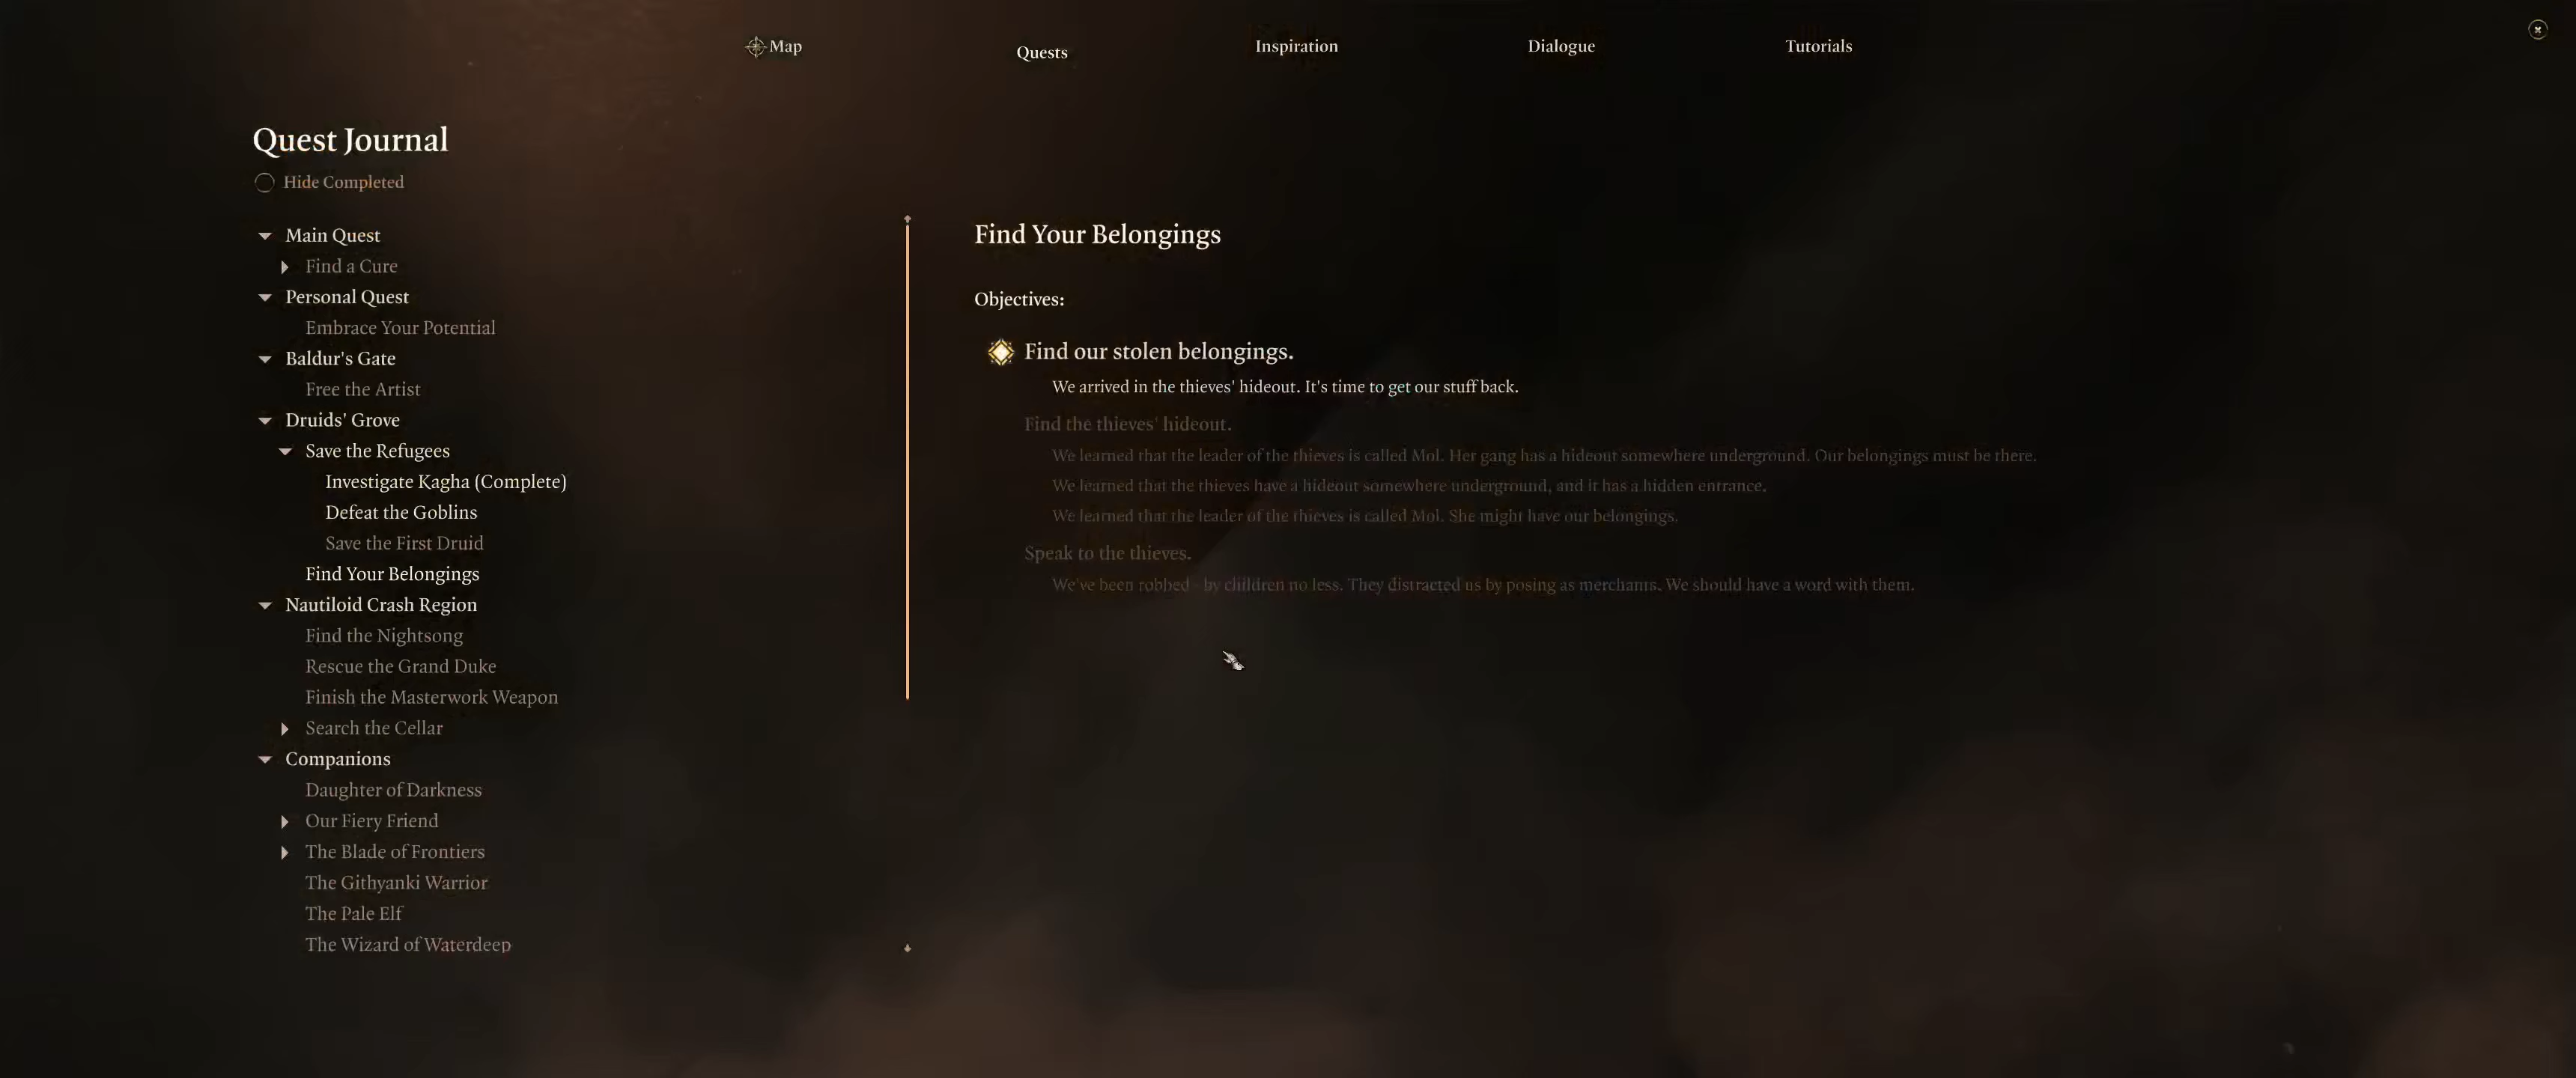 Map
Quests
Inspiration
Dialogue
Tutorials
Quest Journal
Hide Completed
Main Quest
Find a Cure
Personal Quest
Embrace Your Potential
Baldur's Gate
Free the Artist
Druids' Grove
Save the Refugees
Investigate Kagha (Complete)
Defeat the Goblins
Save the First Druid
Find Your Belongings
Nautiloid Crash Region
Find the Nightsong
Rescue the Grand Duke
Finish the Masterwork Weapon
Search the Cellar
Companions
Daughter of Darkness
Our Fiery Friend
The Blade of Frontiers
The Githyanki Warrior
The Pale Elf
The Wizard of Waterdeep
Find Your Belongings
Objectives:
Find our stolen belongings.
We arrived in the thieves' hideout. It's time to get our stuff back.
Find the thieves' hideout.
We learned that the leader of the thieves is called Mol. Her gang has a hideout somewhere underground. Our belongings must be there.
We learned that the thieves have a hideout somewhere underground, and it has a hidden entrance.
We learned that the leader of the thieves is called Mol. She might have our belongings.
Speak to the thieves.
We've been robbed - by children no less. They distracted us by posing as merchants. We should have a word with them.